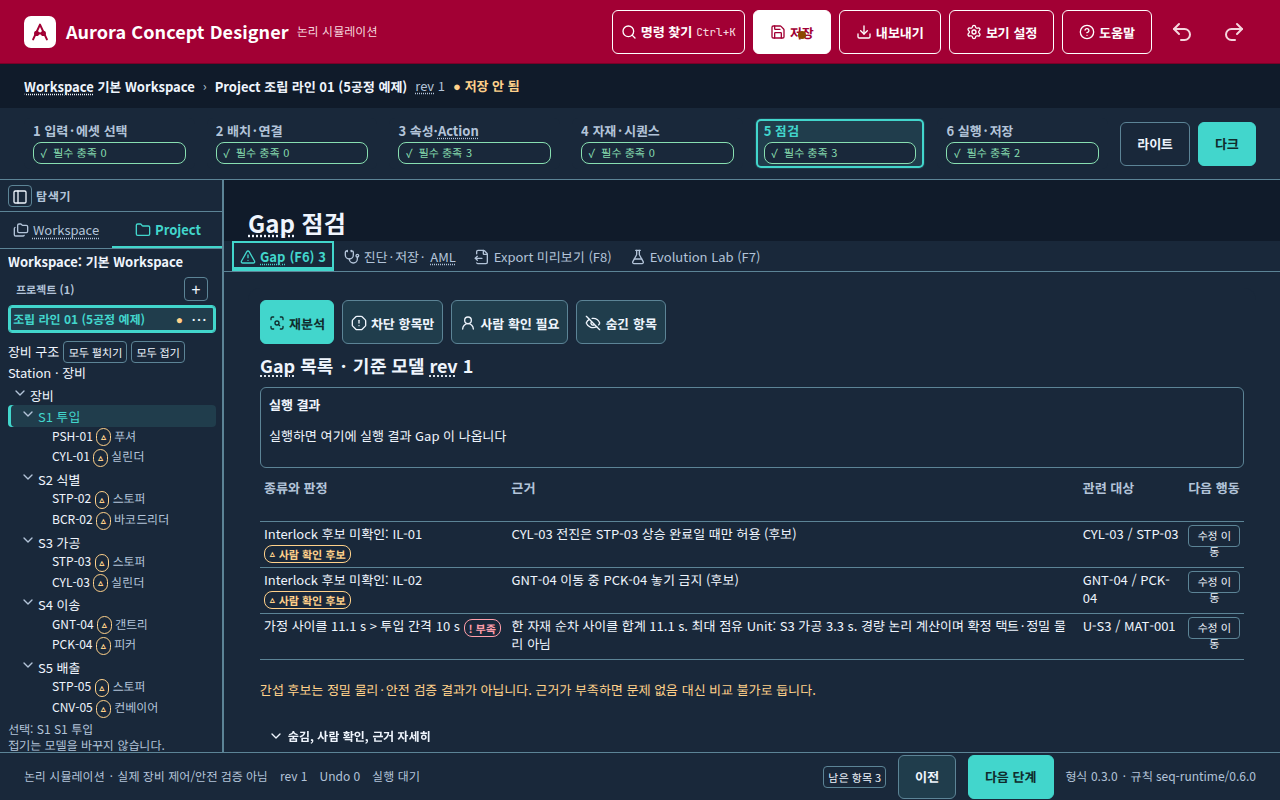 Aurora Concept Designer 논리 시뮬레이션
명령 찾기 Ctrl+K
저장
내보내기
보기 설정
도움말
Workspace 기본 Workspace › Project 조립 라인 01 (5공정 예제) rev 1 ● 저장 안 됨
1 입력·에셋 선택
✓ 필수 충족 0
2 배치·연결
✓ 필수 충족 0
3 속성·Action
✓ 필수 충족 3
4 자재·시퀀스
✓ 필수 충족 0
5 점검
✓ 필수 충족 3
6 실행·저장
✓ 필수 충족 2
라이트
다크
탐색기
Workspace
Project
Workspace: 기본 Workspace
프로젝트 (1)
+
조립 라인 01 (5공정 예제) ● ···
장비 구조 모두 펼치기 모두 접기
Station · 장비
장비
S1 투입
PSH-01 푸셔
CYL-01 실린더
S2 식별
STP-02 스토퍼
BCR-02 바코드리더
S3 가공
STP-03 스토퍼
CYL-03 실린더
S4 이송
GNT-04 갠트리
PCK-04 피커
S5 배출
STP-05 스토퍼
CNV-05 컨베이어
선택: S1 S1 투입
접기는 모델을 바꾸지 않습니다.
Gap 점검
Gap (F6) 3
진단·저장· AML
Export 미리보기 (F8)
Evolution Lab (F7)
재분석
차단 항목만
사람 확인 필요
숨긴 항목
Gap 목록 · 기준 모델 rev 1
실행 결과
실행하면 여기에 실행 결과 Gap 이 나옵니다
종류와 판정 근거 관련 대상 다음 행동
Interlock 후보 미확인: IL-01
사람 확인 후보
CYL-03 전진은 STP-03 상승 완료일 때만 허용 (후보)
CYL-03 / STP-03
수정 이
동
Interlock 후보 미확인: IL-02
사람 확인 후보
GNT-04 이동 중 PCK-04 놓기 금지 (후보)
GNT-04 / PCK-
04
수정 이
동
가정 사이클 11.1 s > 투입 간격 10 s ! 부족
한 자재 순차 사이클 합계 11.1 s. 최대 점유 Unit: S3 가공 3.3 s. 경량 논리 계산이며 확정 택트·정밀 물
리 아님
U-S3 / MAT-001
수정 이
동
간섭 후보는 정밀 물리·안전 검증 결과가 아닙니다. 근거가 부족하면 문제 없음 대신 비교 불가로 둡니다.
숨김, 사람 확인, 근거 자세히
논리 시뮬레이션 · 실제 장비 제어/안전 검증 아님 rev 1 Undo 0 실행 대기
남은 항목 3
이전
다음 단계
형식 0.3.0 · 규칙 seq-runtime/0.6.0